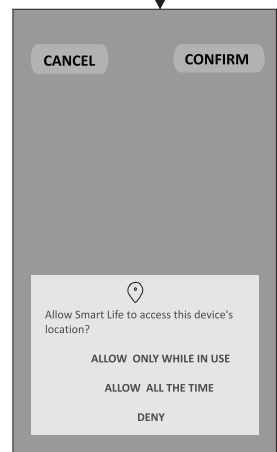 CANCEL CONFIRM
Allow Smart Life to access this device's
location?
ALLOW ONLY WHILE IN USE
ALLOW ALL THE TIME
DENY